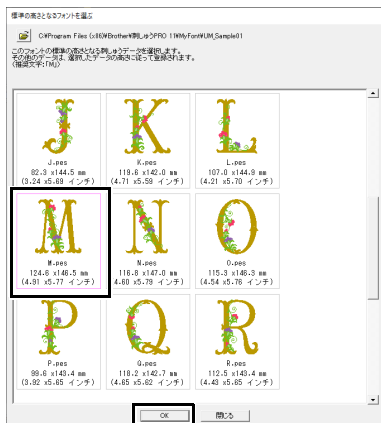 標準の高さとなるフォントを選ぶ
C:¥Program Files (x86)¥Brother¥刺しゅうPRO 11¥MyFont¥UM_Sample01
このフォントの標準の高さとなる刺しゅうデータを選択します。
その他のデータは、選択したデータの高さに従って登録されます。
(推奨文字:「M」)
J K L
J.pes K.pes L.pes
82.3 x144.5 mm 119.6 x142.0 mm 107.0 x144.9 mm
(3.24 x5.69 インチ) (4.71 x5.59 インチ) (4.21 x5.70 インチ)
M N O
M.pes N.pes O.pes
124.6 x146.5 mm 116.8 x147.0 mm 115.3 x146.3 mm
(4.91 x5.77 インチ) (4.60 x5.79 インチ) (4.54 x5.76 インチ)
P Q R
P.pes Q.pes R.pes
99.6 x143.4 mm 118.2 x142.7 mm 112.5 x143.4 mm
(3.92 x5.65 インチ) (4.65 x5.62 インチ) (4.43 x5.65 インチ)
OK 閉じる